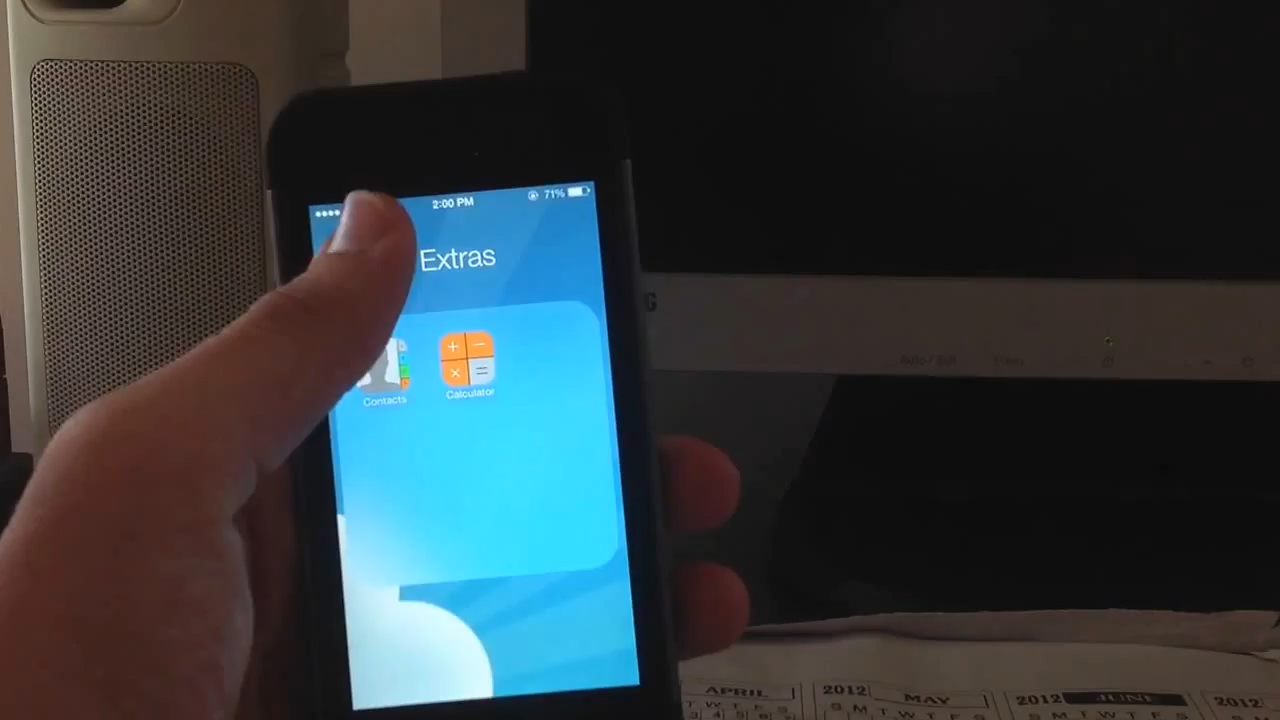 2:00 PM
71%
Extras
Contacts
Calculator
APRIL
2012
MAY
2012
JUNE
2012
W T F S
S M T W T F S
S M T W T F S